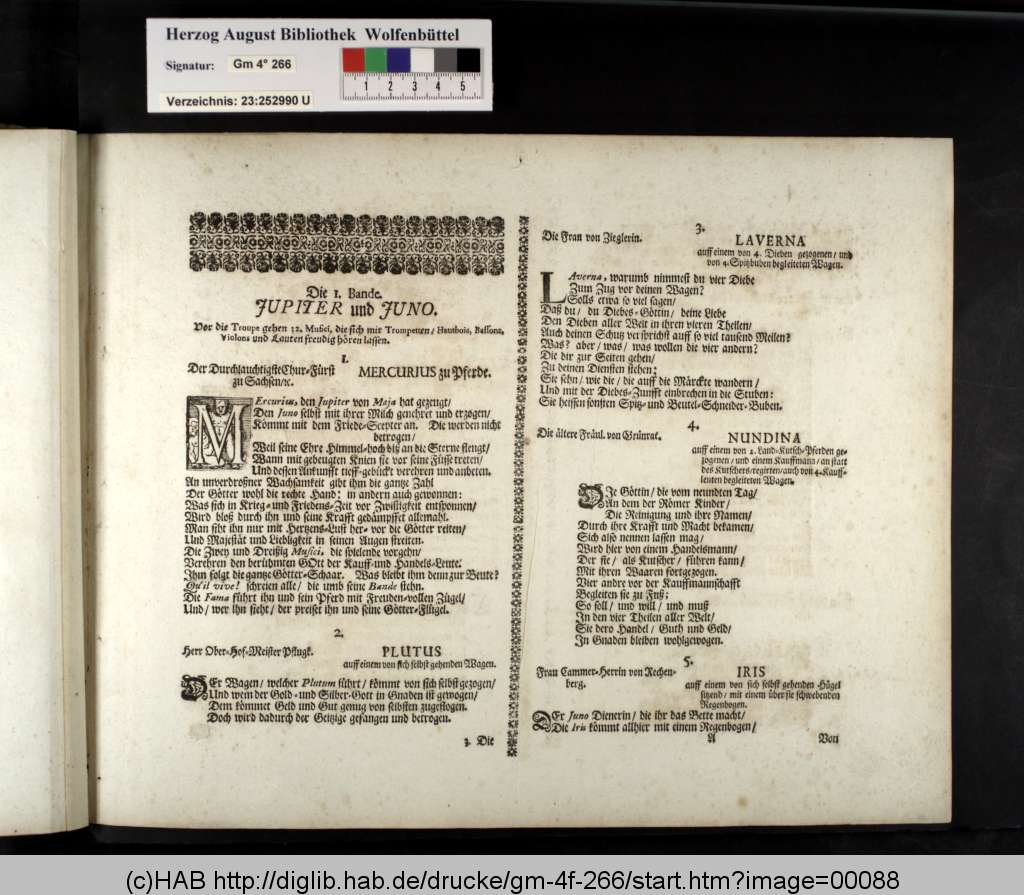 Herzog August Bibliothek Wolfenbüttel
Signatur: Gm 4° 266
1 2 3 4 5
Verzeichnis: 23:252990 U
Die 1. Bande.
JUPITER und JUNO.
Vor die Troupe gehen 32. Musici, die sich mit Trompetten/ Hautbois, Bassons,
Violons und Lauten freudig hören lassen.
1.
Der Durchlauchtigste Chur-Fürst
zu Sachsen/ ꝛc.
MERCURIUS zu Pferde.
MErcurius, den Jupiter von Maja hat gezeugt/
Den Juno selbst mit ihrer Milch genehret und erzogen/
Kömmt mit dem Friede-Scepter an. Die werden nicht
betrogen/
Weil seine Ehre Himmel-hoch biß an die Sterne steugt/
Wann mit gebeugten Knien sie vor seine Füsse treten/
Und dessen Ankunfft tieff-gebückt verehren und anbeten.
An unverdroßner Wachsamkeit gibt ihm die gantze Zahl
Der Götter wohl die rechte Hand; in andern auch gewonnen:
Was sich in Krieg- und Friedens-Zeit vor Zwistigkeit entsponnen/
Wird bloß durch ihn und seine Krafft gedämpffet allemahl.
Man siht ihn nur mit Hertzens-Lust her- vor die Götter reiten/
Und Majestät und Liebligkeit in seinen Augen streiten.
Die Zwey und Dreißig Musici, die spielende vorgehn/
Verehren den berühmten GOtt der Kauff- und Handels-Leute.
Ihm folgt die gantze Götter-Schaar. Was bleibt ihm denn zur Beute?
Qu'il vive! schreien alle/ die umb seine Bande stehn.
Die Fama führt ihn und sein Pferd mit Freuden-vollen Zügel/
Und/ wer ihn sieht/ der preiset ihn und seine Götter-Flügel.
2.
Herr Ober-Hof-Meister Pflugk.
PLUTUS
auff einem von sich selbst gehenden Wagen.
DEr Wagen/ welcher Plutum führt/ kömmt von sich selbst gezogen/
Und wem der Gold- und Silber-Gott in Gnaden ist gewogen/
Dem kömmet Geld und Gut genug von selbsten zugeflogen.
Doch wird dadurch der Geitzige gefangen und betrogen.
3. Die
3.
Die Frau von Zieglerin.
LAVERNA
auff einem von 4. Dieben gezogenen/ und
von 4. Spitzbuben begleiteten Wagen.
LAverna, warumb nimmest du vier Diebe
Zum Zug vor deinen Wagen?
Solls etwa so viel sagen/
Daß du/ du Diebes-Göttin/ deine Liebe
Den Dieben aller Welt in ihren vieren Theilen/
Auch deinen Schutz versprichst auff so viel tausend Meilen?
Was? aber/ was/ was wollen die vier andern?
Die dir zur Seiten gehen/
Zu deinen Diensten stehen;
Sie sehn/ wie die/ die auff die Märckte wandern/
Und mit der Diebes-Zunfft einbrechen in die Stuben:
Sie heissen sonsten Spitz- und Beutel-Schneider-Buben.
4.
Die ältere Fräul. von Grünrat.
NUNDINA
auff einem von 2. Land-Kutsch-Pferden ge-
zogenen/ und einem Kauffmann/ an statt
des Kutschers/ regirten/ auch von 4. Kauff-
leuten begleiteten Wagen.
DIe Göttin/ die vom neundten Tag/
An dem der Römer Kinder/
Die Reinigung und ihre Namen/
Durch ihre Krafft und Macht bekamen/
Sich also nennen lassen mag/
Wird hier von einem Handelsmann/
Der sie/ als Kutscher/ führen kann/
Mit ihren Waaren fortgezogen.
Vier andre vor der Kauffmannschafft
Begleiten sie zu Fuß;
So soll/ und will/ und muß
In den vier Theilen aller Welt/
Sie dero Handel/ Guth und Geld/
In Gnaden bleiben wohlgewogen.
5.
Frau Cammer-Herrin von Rechen-
berg.
IRIS
auff einem von sich selbst gehenden Hügel
sitzend/ mit einem über sie schwebenden
Regenbogen.
DEr Juno Dienerin/ die ihr das Bette macht/
Die Iris kömmt allhier mit einem Regenbogen/
A
Von
(c)HAB http://diglib.hab.de/drucke/gm-4f-266/start.htm?image=00088